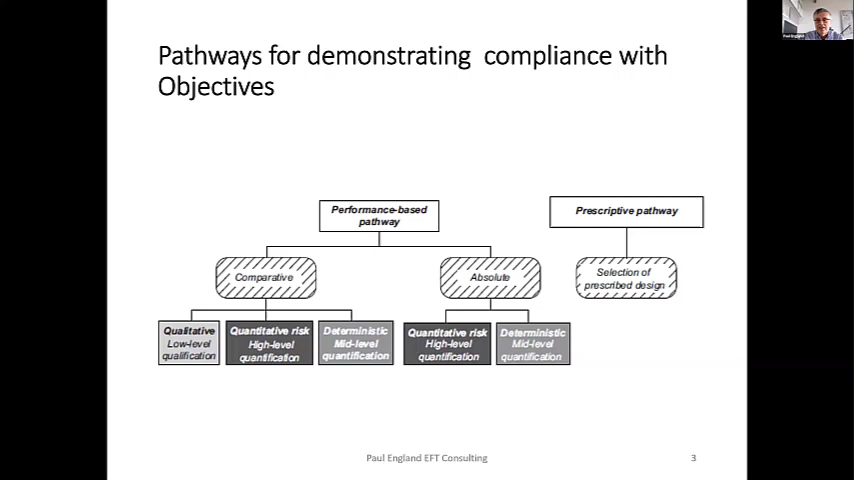 Pathways for demonstrating compliance with
Objectives
Performance-based
pathway
Prescriptive pathway
Comparative
Absolute
Selection of
prescribed design
Qualitative
Low-level
qualification
Quantitative risk
High-level
quantification
Deterministic
Mid-level
quantification
Quantitative risk
High-level
quantification
Deterministic
Mid-level
quantification
Paul England EFT Consulting
3
Paul England